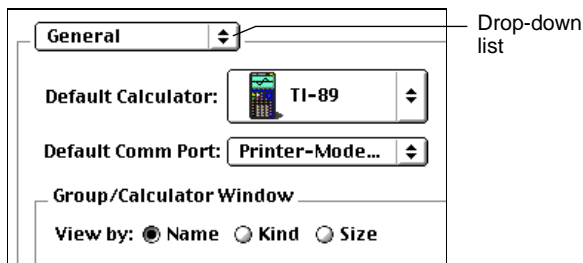 General
Drop-down
list
Default Calculator: TI-89
Default Comm Port: Printer-Mode...
Group/Calculator Window
View by: Name Kind Size